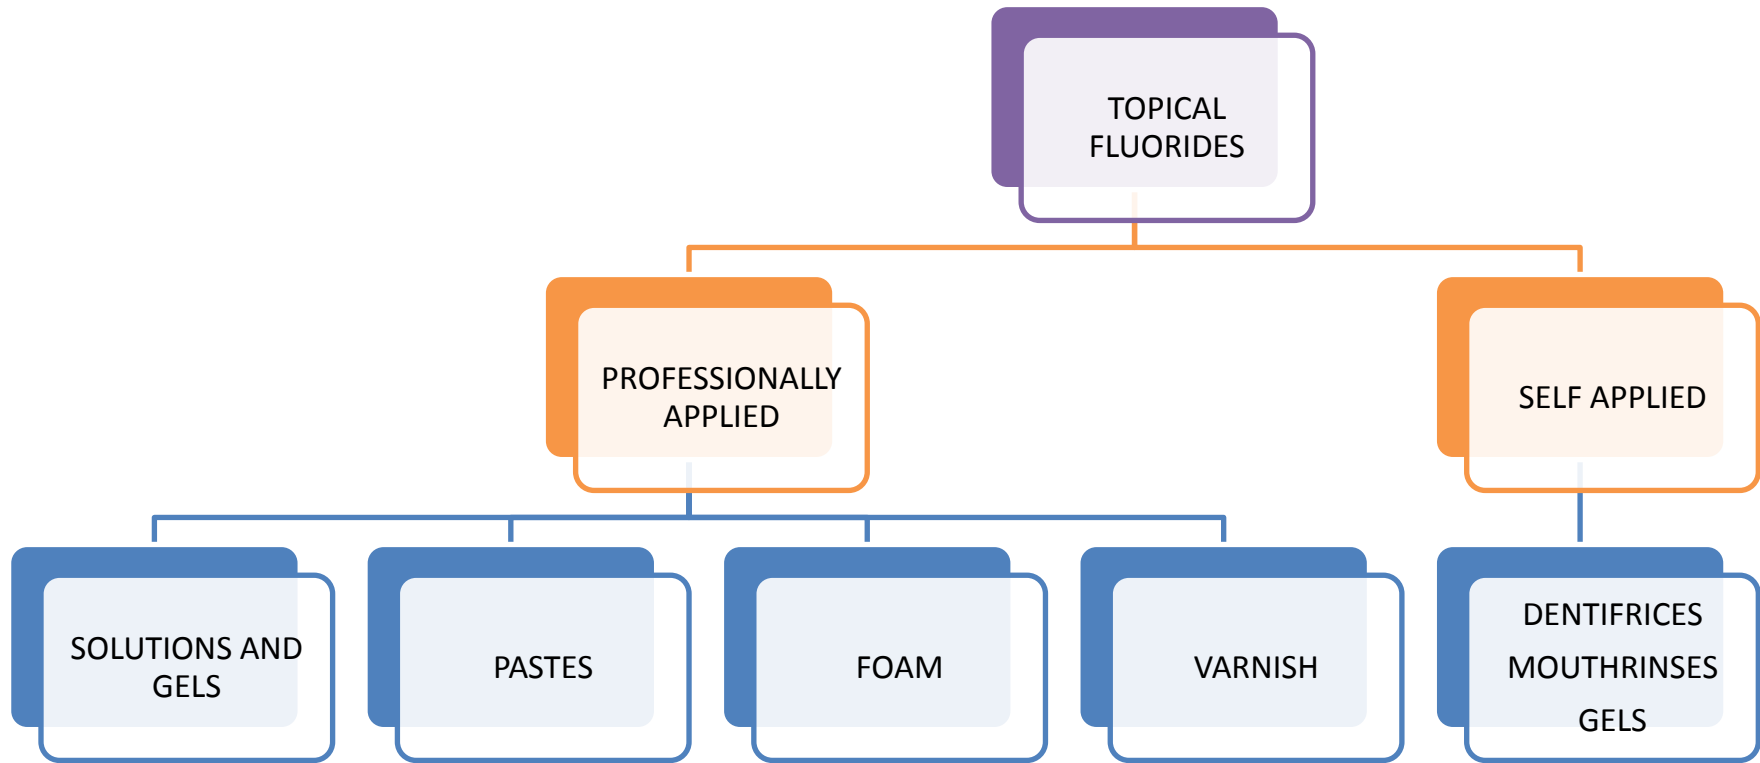 TOPICAL
FLUORIDES
PROFESSIONALLY
APPLIED
SELF APPLIED
SOLUTIONS AND
GELS
PASTES
FOAM
VARNISH
DENTIFRICES
MOUTHRINSES
GELS